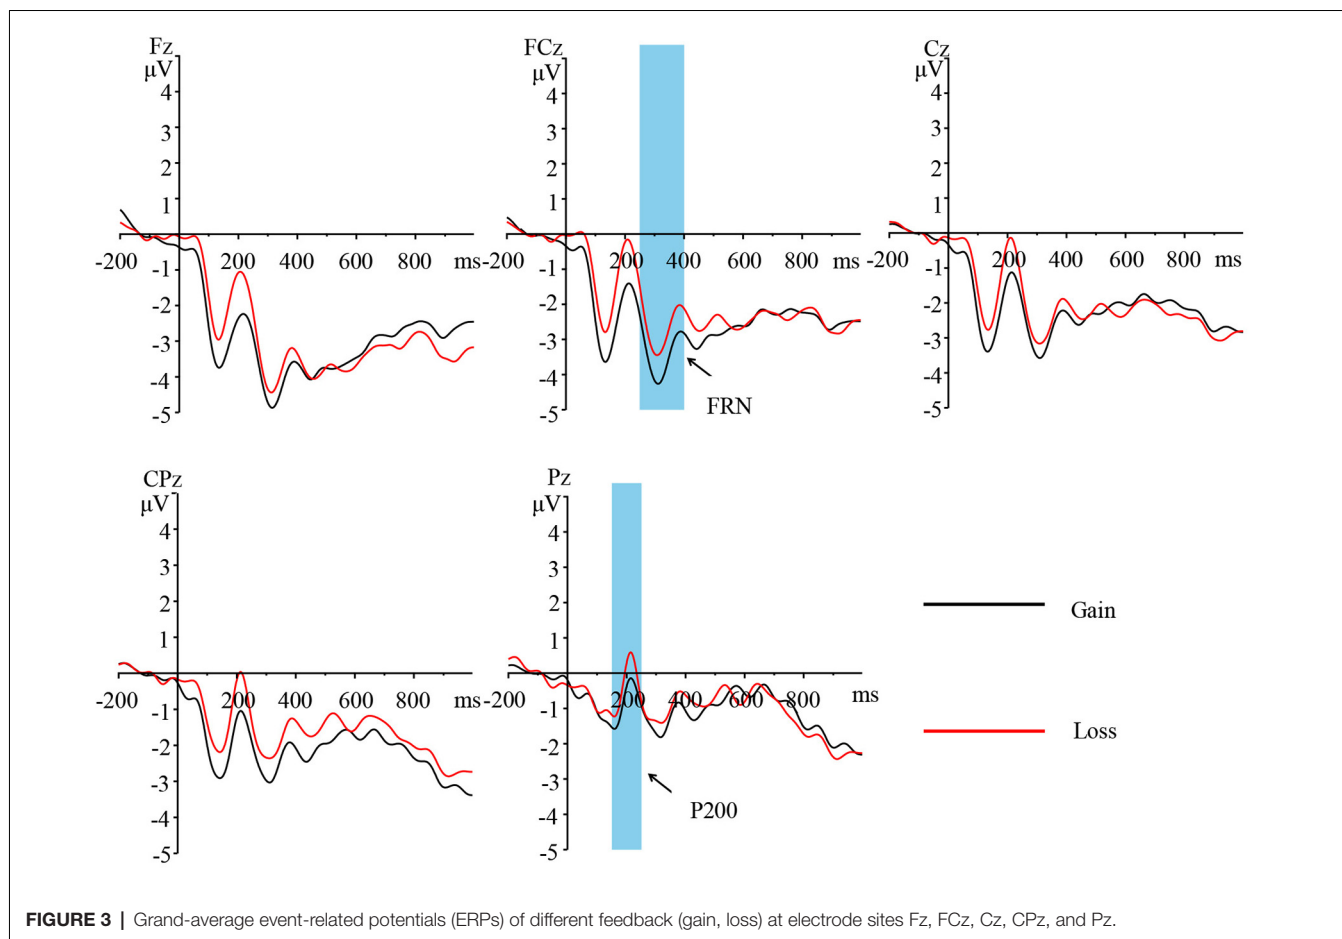 Fz
μV
4
3
2
1
-200 200 400 600 800 ms
-1
-2
-3
-4
-5
FCz
μV
4
3
2
1
-200 200 400 600 800 ms
-1
-2
-3
-4
-5
FRN
Cz
μV
4
3
2
1
-200 200 400 600 800 ms
-1
-2
-3
-4
-5
CPz
μV
4
3
2
1
-200 200 400 600 800 ms
-1
-2
-3
-4
-5
Pz
μV
4
3
2
1
-200 200 400 600 800 ms
-1
-2
-3
-4
-5
P200
Gain
Loss
FIGURE 3 | Grand-average event-related potentials (ERPs) of different feedback (gain, loss) at electrode sites Fz, FCz, Cz, CPz, and Pz.